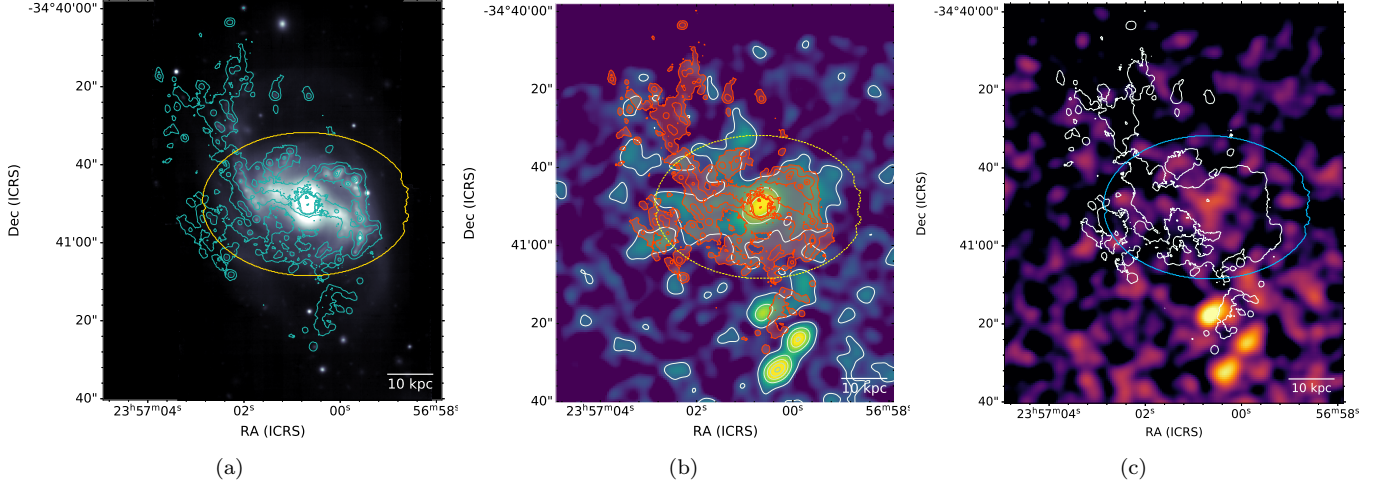 -34°40'00"
20"
40"
41'00"
20"
40"
Dec (ICRS)
10 kpc
23ʰ57ᵐ04ˢ
02ˢ
00ˢ
56ᵐ58ˢ
RA (ICRS)
(a)
-34°40'00"
20"
40"
41'00"
20"
40"
Dec (ICRS)
10 kpc
23ʰ57ᵐ04ˢ
02ˢ
00ˢ
56ᵐ58ˢ
RA (ICRS)
(b)
-34°40'00"
20"
40"
41'00"
20"
40"
Dec (ICRS)
10 kpc
23ʰ57ᵐ04ˢ
02ˢ
00ˢ
56ᵐ58ˢ
RA (ICRS)
(c)